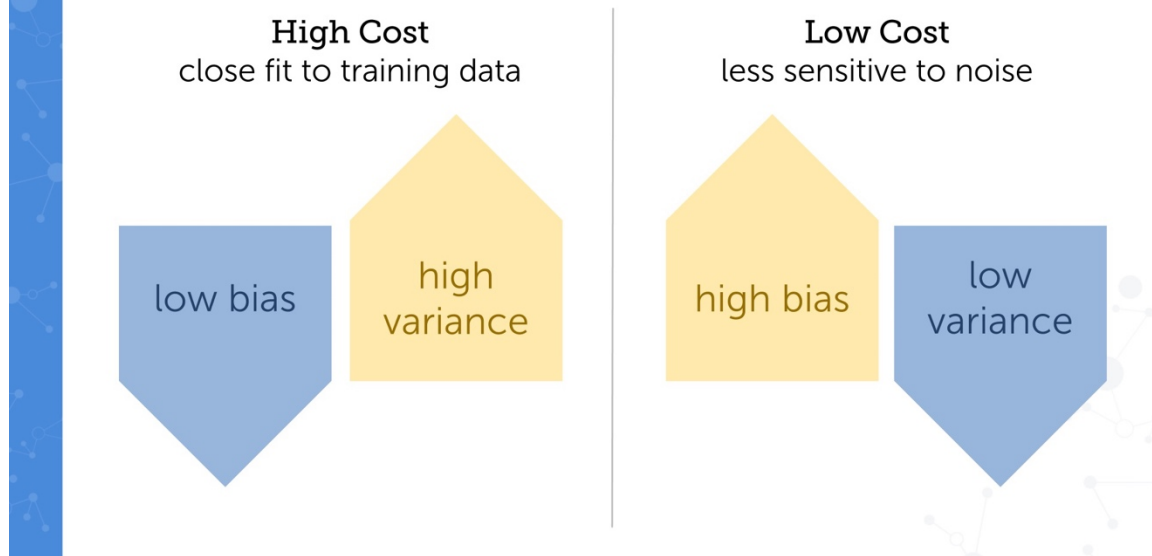 High Cost
close fit to training data
low bias
high
variance
Low Cost
less sensitive to noise
high bias
low
variance